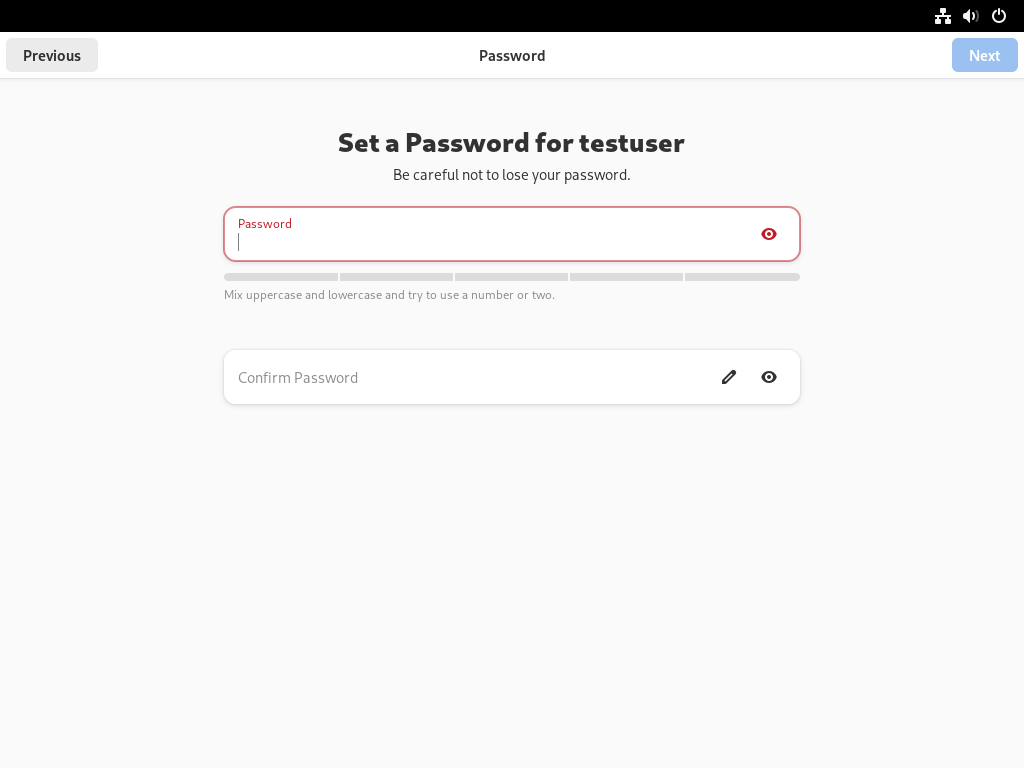 Previous
Password
Next
Set a Password for testuser
Be careful not to lose your password.
Password
Mix uppercase and lowercase and try to use a number or two.
Confirm Password